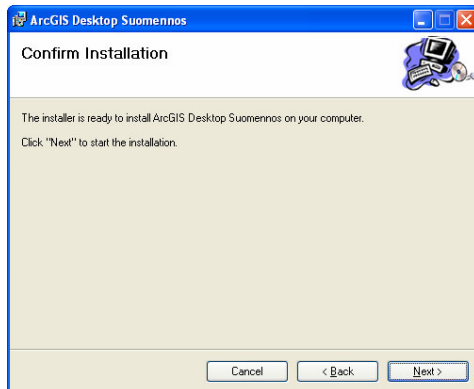 ArcGIS Desktop Suomennos
Confirm Installation
The installer is ready to install ArcGIS Desktop Suomennos on your computer.
Click "Next" to start the installation.
Cancel
< Back
Next >